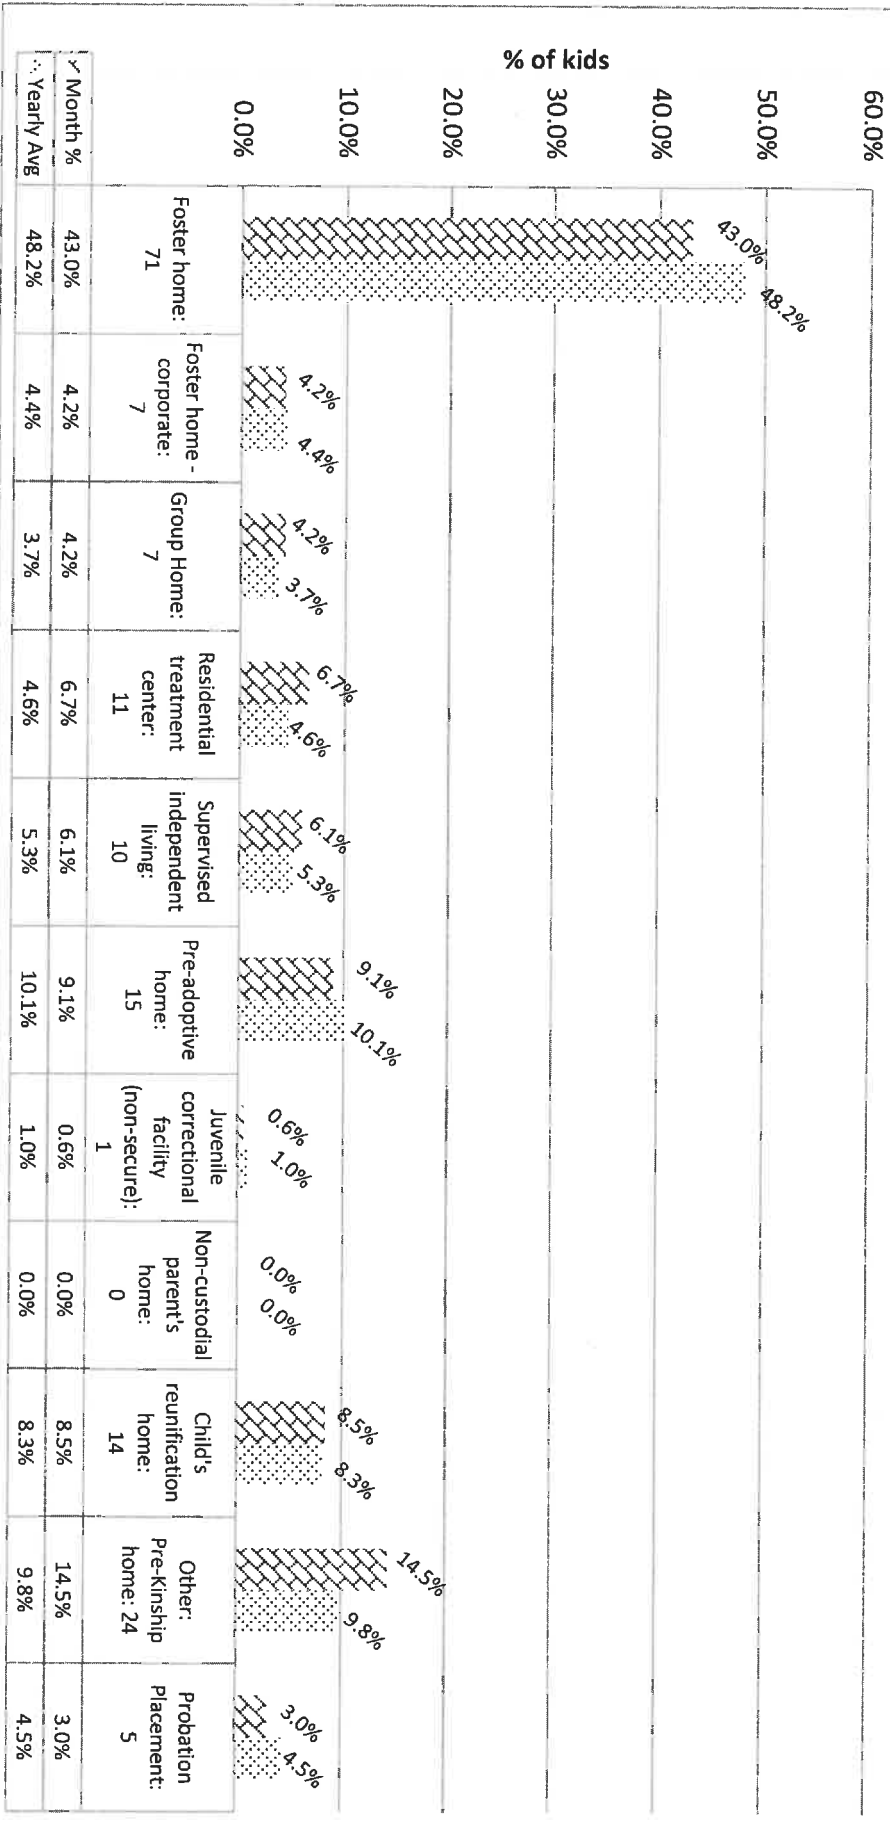 % of kids
60.0%
50.0%
40.0%
30.0%
20.0%
10.0%
0.0%
43.0%
48.2%
4.2%
4.4%
4.2%
3.7%
6.7%
4.6%
6.1%
5.3%
9.1%
10.1%
0.6%
1.0%
0.0%
0.0%
8.5%
8.3%
14.5%
9.8%
3.0%
4.5%
Foster home:
71
Foster home -
corporate:
7
Group Home:
7
Residential
treatment
center:
11
Supervised
independent
living:
10
Pre-adoptive
home:
15
Juvenile
correctional
facility
(non-secure):
1
Non-custodial
parent's
home:
0
Child's
reunification
home:
14
Other:
Pre-Kinship
home: 24
Probation
Placement:
5
Month % 43.0% 4.2% 4.2% 6.7% 6.1% 9.1% 0.6% 0.0% 8.5% 14.5% 3.0%
Yearly Avg 48.2% 4.4% 3.7% 4.6% 5.3% 10.1% 1.0% 0.0% 8.3% 9.8% 4.5%